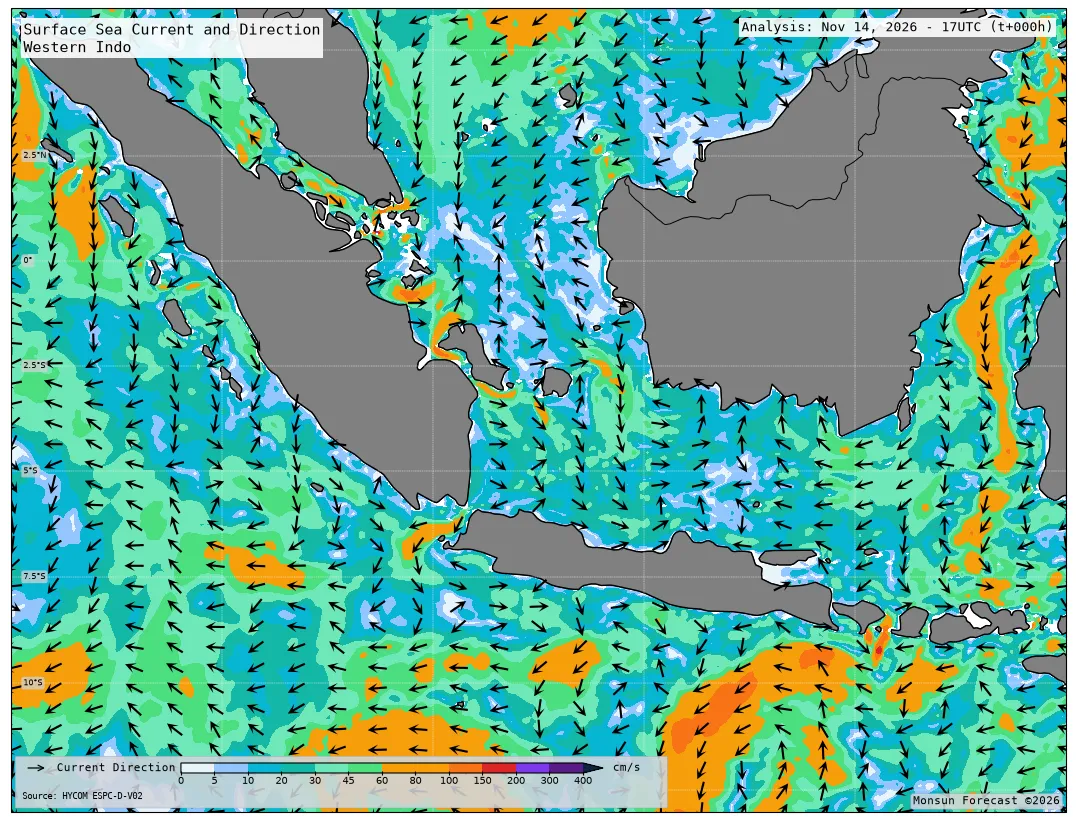 Surface Sea Current and Direction
Western Indo
Analysis: Nov 14, 2026 - 17UTC (t+000h)
2.5°N
0°
2.5°S
5°S
7.5°S
10°S
Current Direction
0 5 10 20 30 45 60 80 100 150 200 300 400 cm/s
Source: HYCOM ESPC-D-V02
Monsun Forecast ©2026